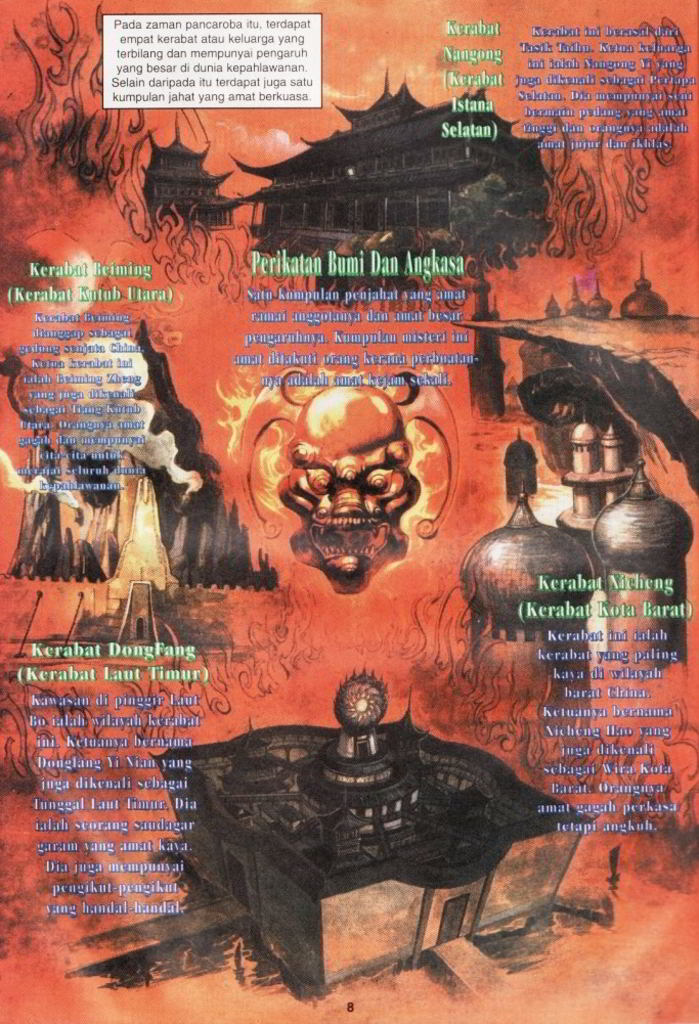 Pada zaman pancaroba itu, terdapat
empat kerabat atau keluarga yang
terbilang dan mempunyai pengaruh
yang besar di dunia kepahlawanan.
Selain daripada itu terdapat juga satu
kumpulan jahat yang amat berkuasa.
Kerabat
Nangong
(Kerabat
Istana
Selatan)
Kerabat ini berasal dari
Tasik Taihu. Ketua keluarga
ini ialah Nangong Yi yang
juga dikenali sebagai Pertapa
Selatan. Dia mempunyai seni
bermain pedang yang amat
tinggi dan orangnya adalah
amat jujur dan ikhlas.
Kerabat Beiming
(Kerabat Kutub Utara)
Kerabat Beiming
dianggap sebagai
gedung senjata China.
Ketua kerabat ini
ialah Beiming Zheng
yang juga dikenali
sebagai Tiang Kutub
Utara. Orangnya amat
gagah dan mempunyai
cita-cita untuk
merajai seluruh dunia
kepahlawanan.
Perikatan Bumi Dan Angkasa
Satu kumpulan penjahat yang amat
ramai anggotanya dan amat besar
pengaruhnya. Kumpulan misteri ini
amat ditakuti orang kerana perbuatan-
nya adalah amat kejam sekali.
Kerabat Nicheng
(Kerabat Kota Barat)
Kerabat ini ialah
kerabat yang paling
kaya di wilayah
barat China.
Ketuanya bernama
Nicheng Hao yang
juga dikenali
sebagai Wira Kota
Barat. Orangnya
amat gagah perkasa
tetapi angkuh.
Kerabat DongFang
(Kerabat Laut Timur)
Kawasan di pinggir Laut
Bo ialah wilayah kerabat
ini. Ketuanya bernama
Dongfang Yi Nian yang
juga dikenali sebagai
Tunggal Laut Timur. Dia
ialah seorang saudagar
garam yang amat kaya.
Dia juga mempunyai
pengikut-pengikut
yang handal-handal.
8